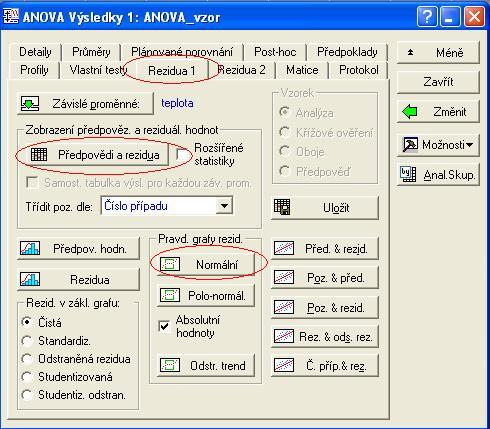 ANOVA Výsledky 1: ANOVA_vzor
Detaily Průměry Plánované porovnání Post-hoc Předpoklady
Profily Vlastní testy Rezidua 1 Rezidua 2 Matice Protokol
Méně
Zavřít
Změnit
Možnosti
Anal.Skup.
Závislé proměnné: teplota
Zobrazení předpověz. a reziduál. hodnot
Předpovědi a rezidua
Rozšířené
statistiky
Samost. tabulka výsl. pro každou záv. prom.
Třídit poz. dle: Číslo případu
Vzorek
Analýza
Křížové ověření
Oboje
Předpověď
Uložit
Předpov. hodn.
Rezidua
Rezid. v zákl. grafu:
Čistá
Standardiz.
Odstraněná rezidua
Studentizovaná
Studentiz. odstran.
Pravd. grafy rezid.
Normální
Polo-normál.
Absolutní
hodnoty
Odstr. trend
Před. & rezid.
Poz. & před.
Poz. & rezid.
Rez. & ods. rez.
Č. příp.& rez.